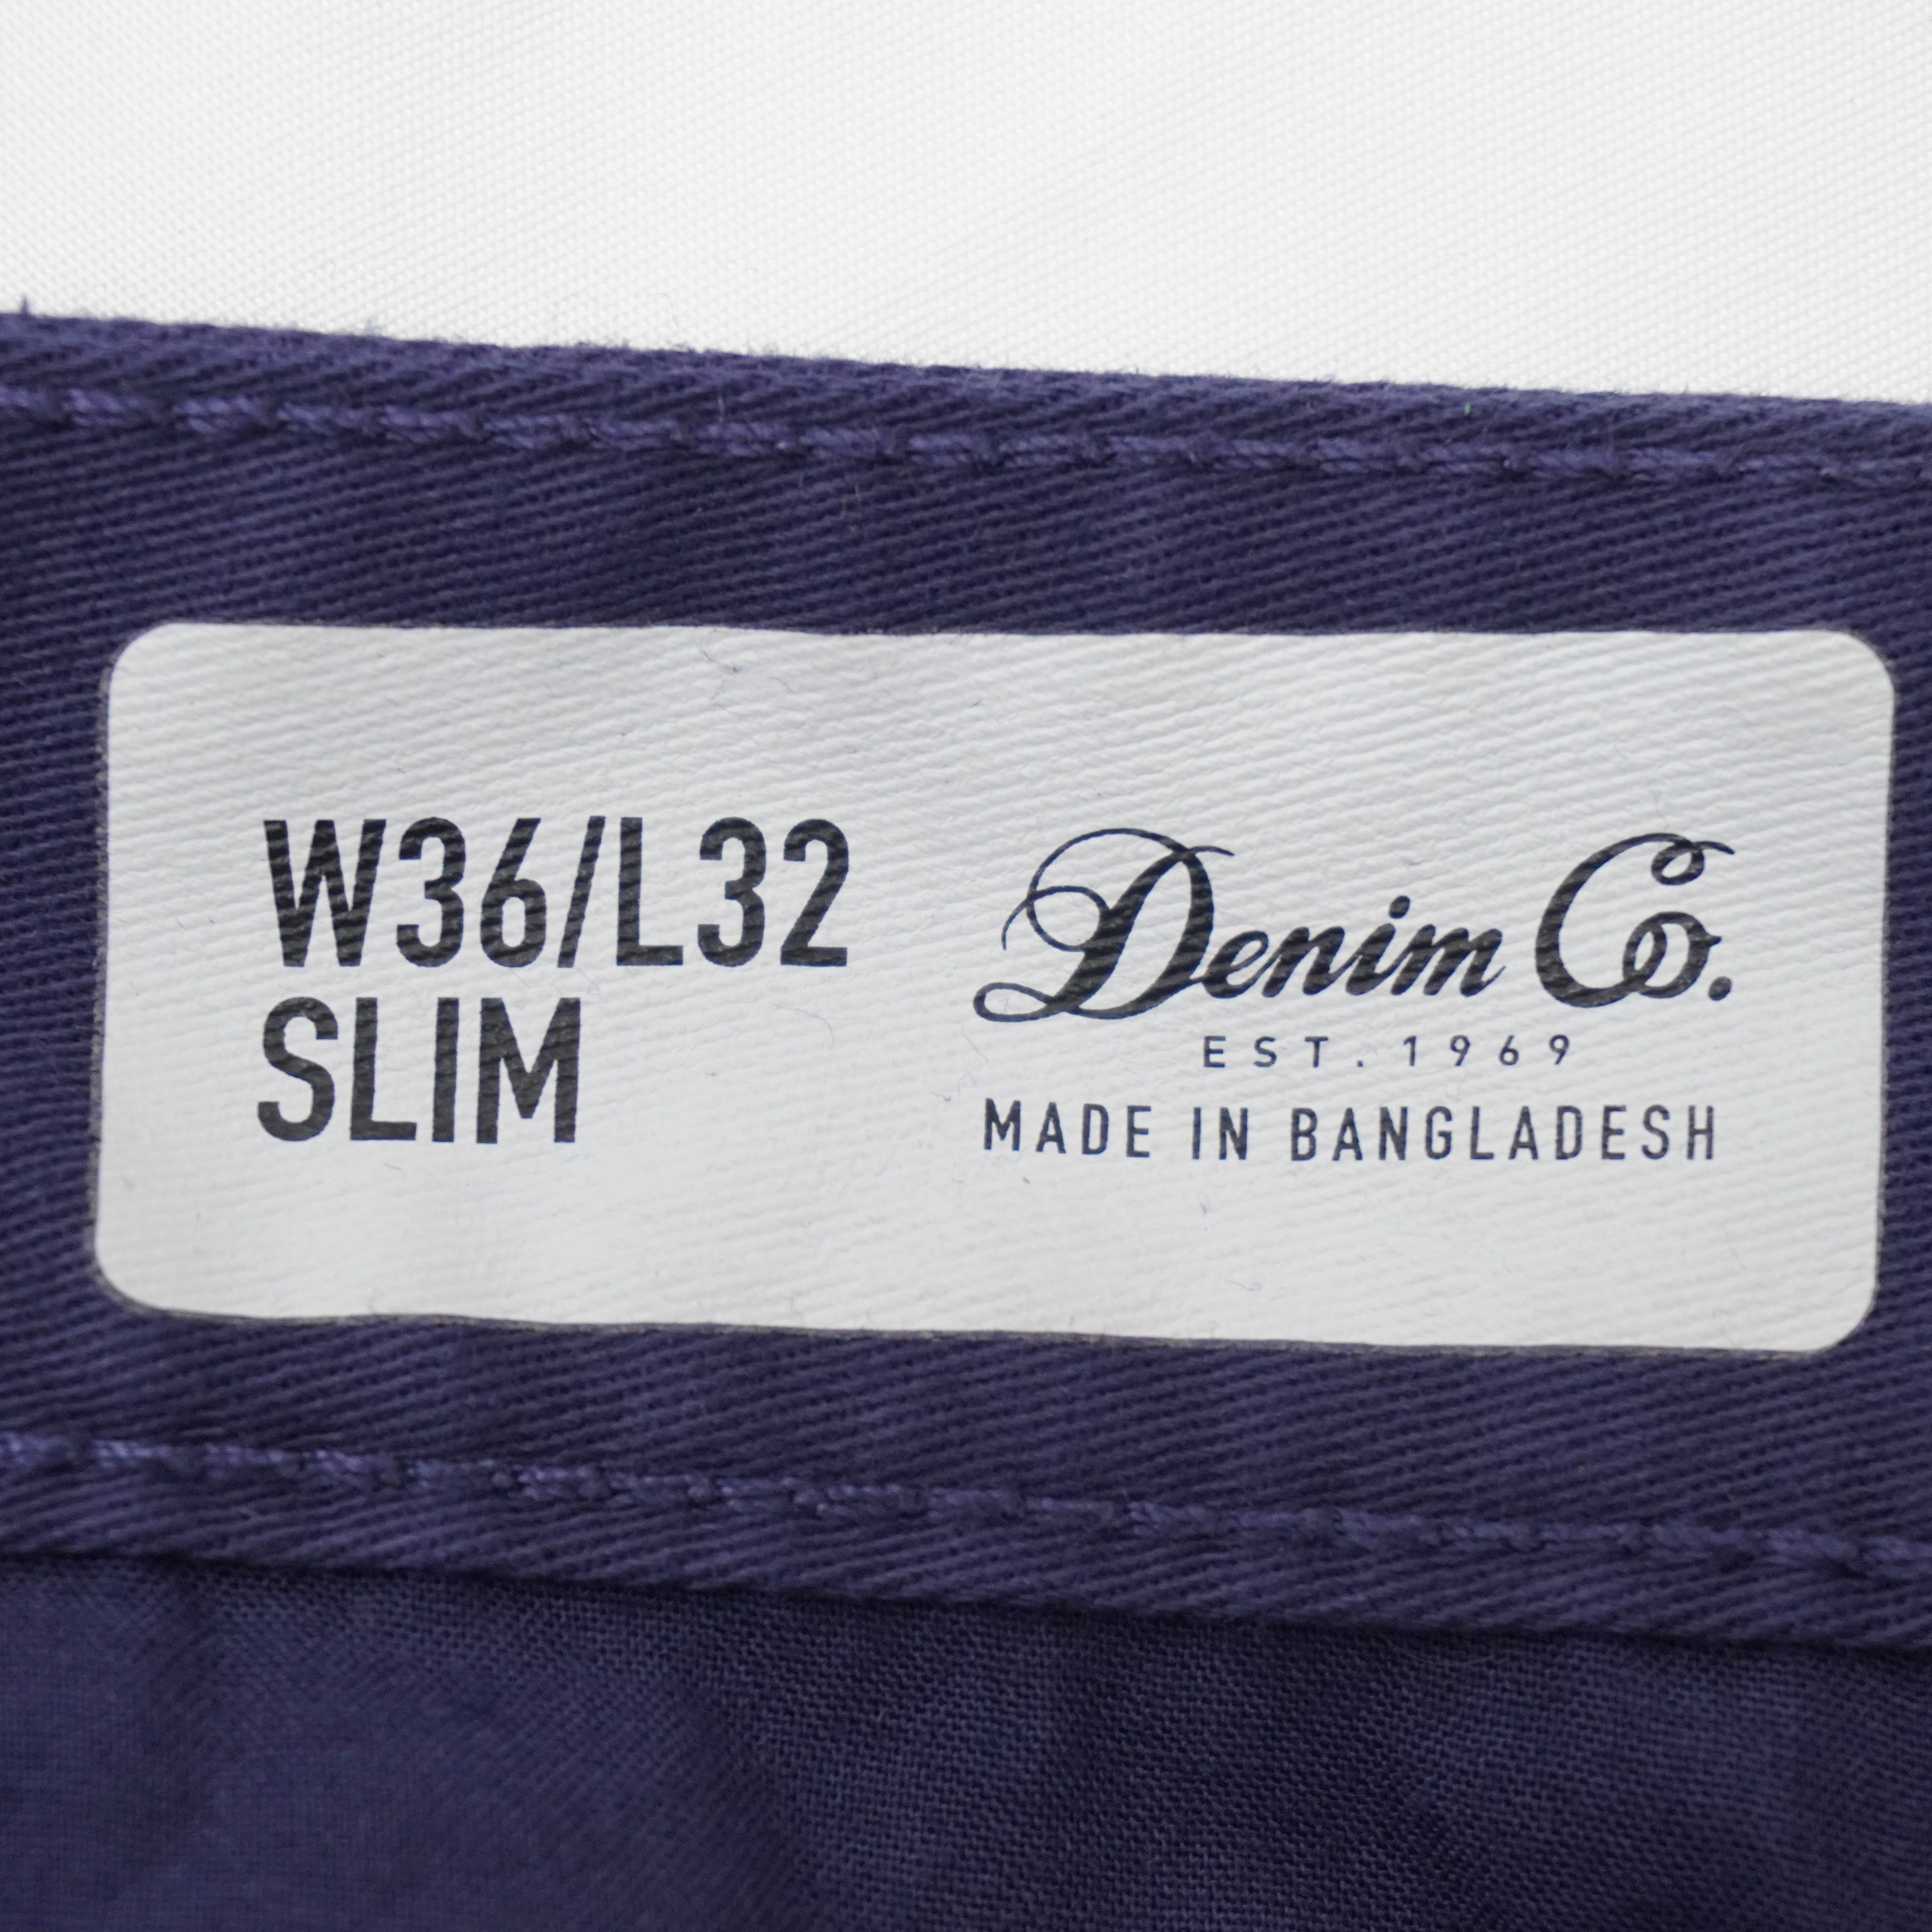 W36/L32
SLIM
Denim Co.
EST. 1969
MADE IN BANGLADESH